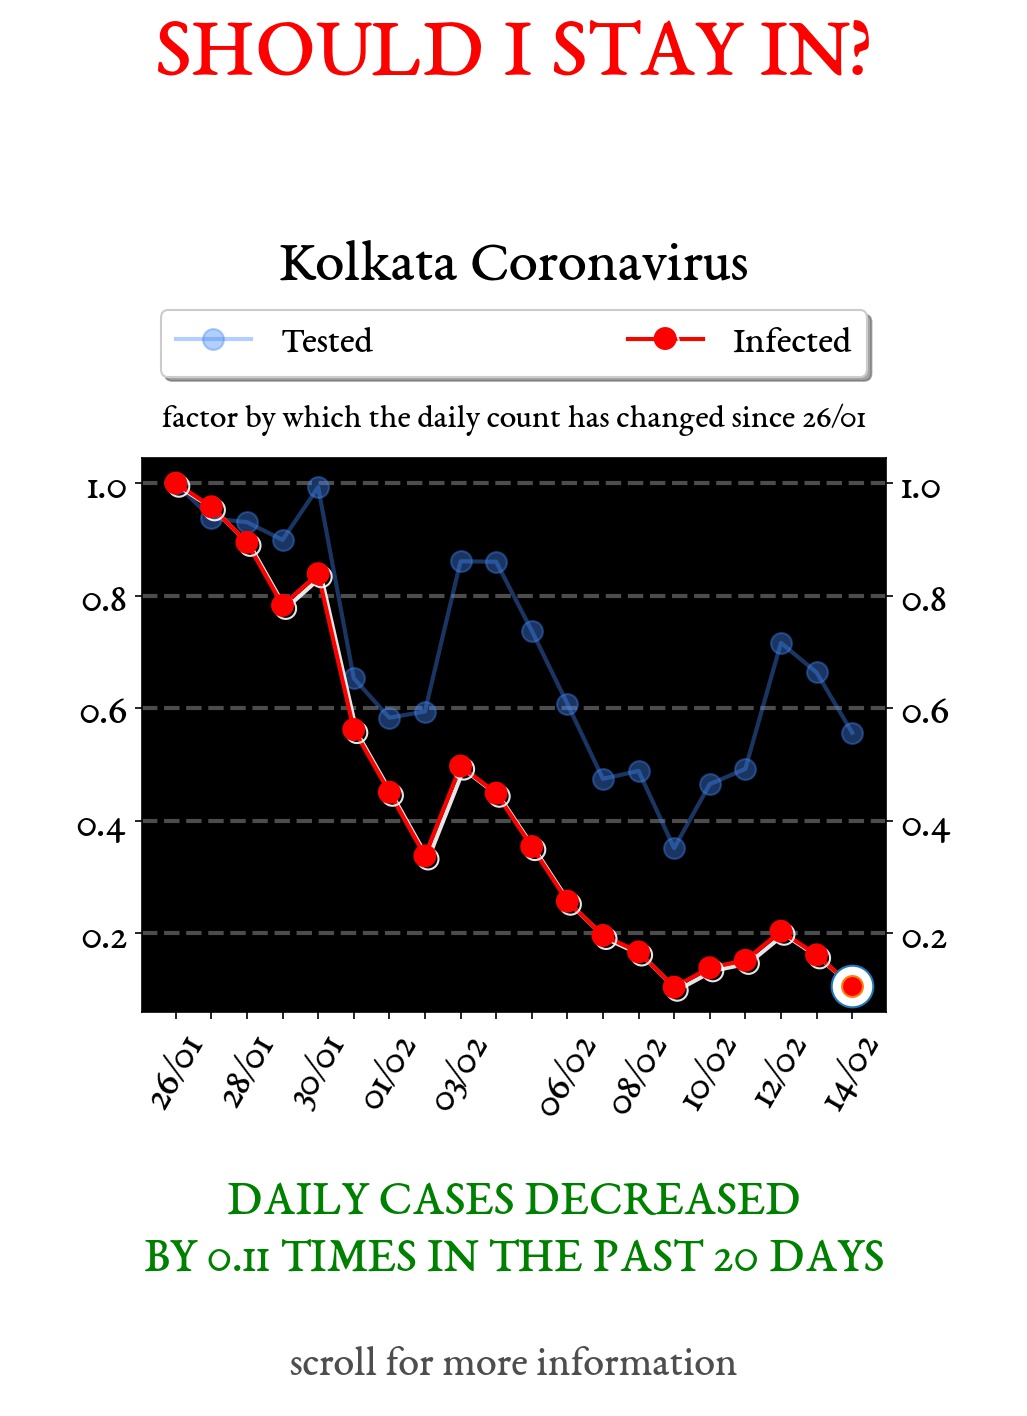 SHOULD I STAY IN?
Kolkata Coronavirus
Tested Infected
factor by which the daily count has changed since 26/01
1.0 1.0
0.8 0.8
0.6 0.6
0.4 0.4
0.2 0.2
26/01 28/01 30/01 01/02 03/02 06/02 08/02 10/02 12/02 14/02
DAILY CASES DECREASED
BY 0.11 TIMES IN THE PAST 20 DAYS
scroll for more information